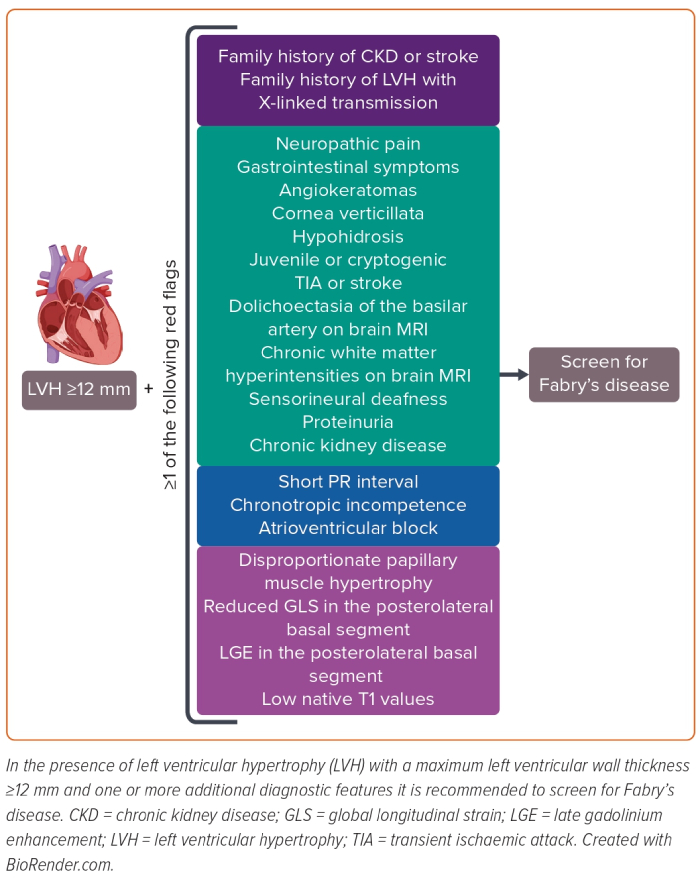 LVH ≥12 mm
+
≥1 of the following red flags
Family history of CKD or stroke
Family history of LVH with
X-linked transmission
Neuropathic pain
Gastrointestinal symptoms
Angiokeratomas
Cornea verticillata
Hypohidrosis
Juvenile or cryptogenic
TIA or stroke
Dolichoectasia of the basilar
artery on brain MRI
Chronic white matter
hyperintensities on brain MRI
Sensorineural deafness
Proteinuria
Chronic kidney disease
Short PR interval
Chronotropic incompetence
Atrioventricular block
Disproportionate papillary
muscle hypertrophy
Reduced GLS in the posterolateral
basal segment
LGE in the posterolateral basal
segment
Low native T1 values
Screen for
Fabry’s disease
In the presence of left ventricular hypertrophy (LVH) with a maximum left ventricular wall thickness
≥12 mm and one or more additional diagnostic features it is recommended to screen for Fabry’s
disease. CKD = chronic kidney disease; GLS = global longitudinal strain; LGE = late gadolinium
enhancement; LVH = left ventricular hypertrophy; TIA = transient ischaemic attack. Created with
BioRender.com.